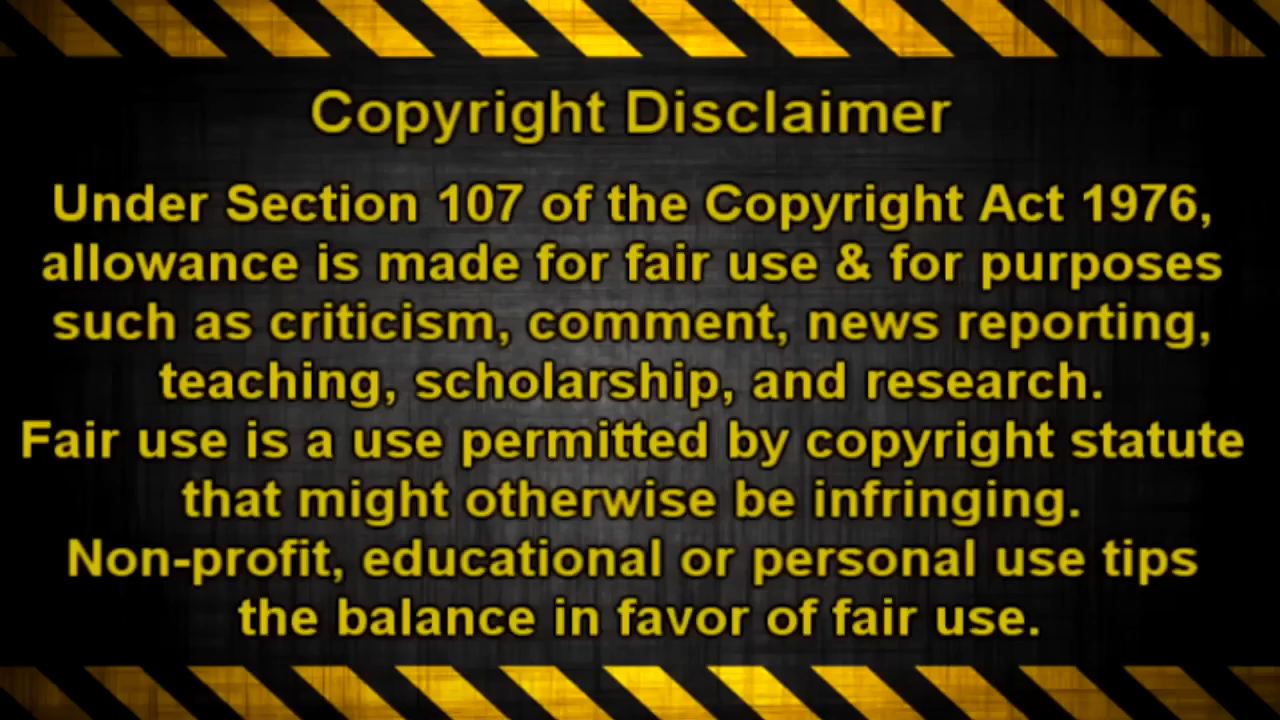 Copyright Disclaimer
Under Section 107 of the Copyright Act 1976,
allowance is made for fair use & for purposes
such as criticism, comment, news reporting,
teaching, scholarship, and research.
Fair use is a use permitted by copyright statute
that might otherwise be infringing.
Non-profit, educational or personal use tips
the balance in favor of fair use.